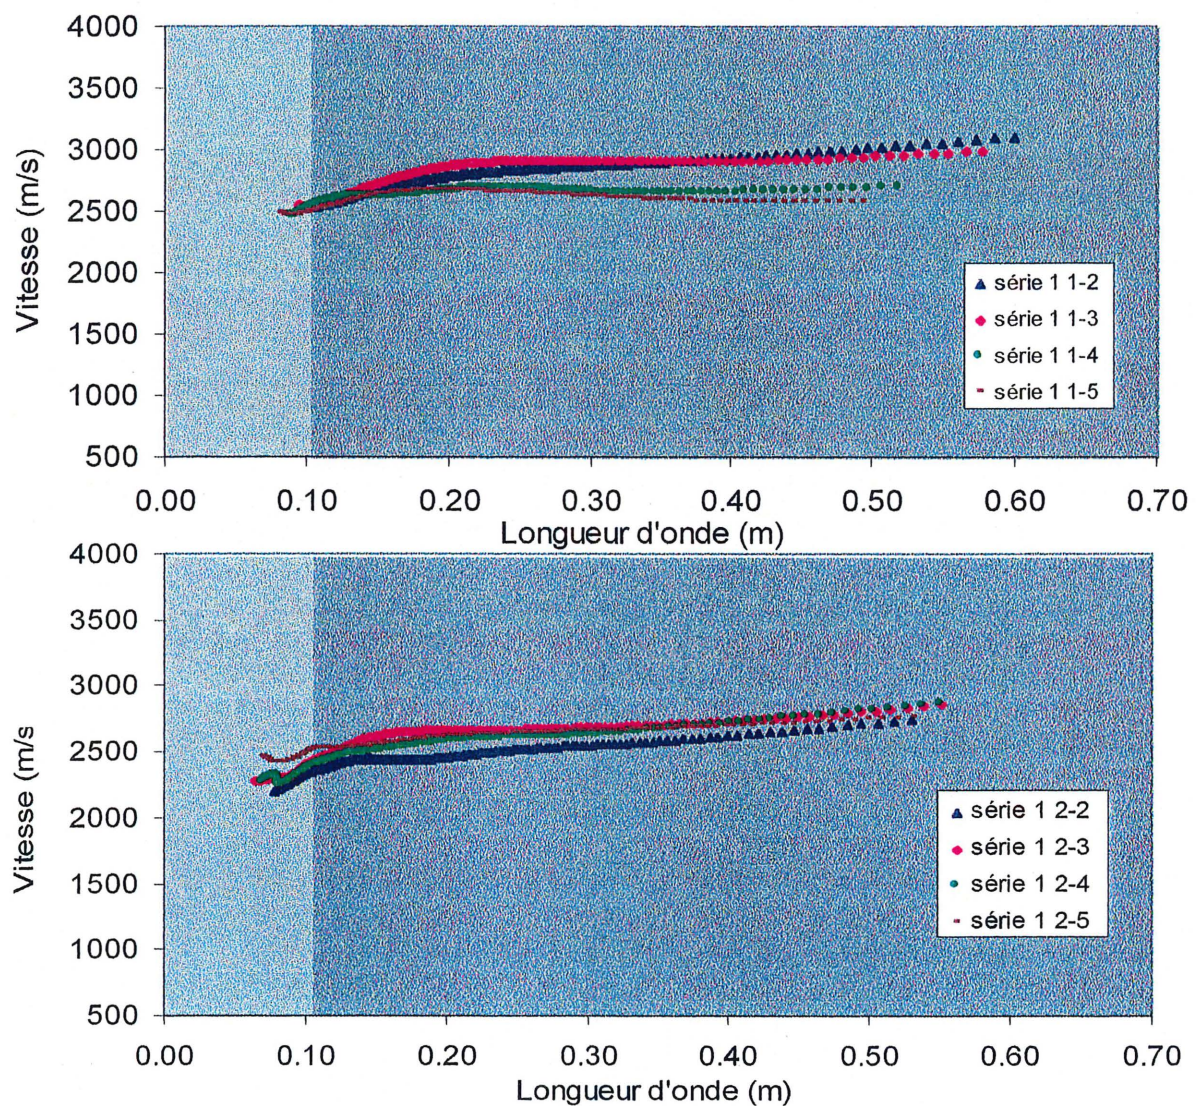 4000
3500
3000
2500
2000
1500
1000
500
Vitesse (m/s)
série 1 1-2
série 1 1-3
série 1 1-4
série 1 1-5
0.00 0.10 0.20 0.30 0.40 0.50 0.60 0.70
Longueur d'onde (m)
4000
3500
3000
2500
2000
1500
1000
500
Vitesse (m/s
série 1 2-2
série 1 2-3
série 1 2-4
série 1 2-5
0.00 0.10 0.20 0.30 0.40 0.50 0.60 0.70
Longueur d'onde (m)